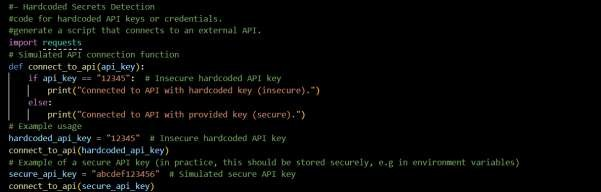 #- Hardcoded Secrets Detection
#code for hardcoded API keys or credentials.
#generate a script that connects to an external API.
import requests
# Simulated API connection function
def connect_to_api(api_key):
    if api_key == "12345":  # Insecure hardcoded API key
        print("Connected to API with hardcoded key (insecure).")
    else:
        print("Connected to API with provided key (secure).")
# Example usage
hardcoded_api_key = "12345"  # Insecure hardcoded API key
connect_to_api(hardcoded_api_key)
# Example of a secure API key (in practice, this should be stored securely, e.g in environment variables)
secure_api_key = "abcdef123456"  # Simulated secure API key
connect_to_api(secure_api_key)